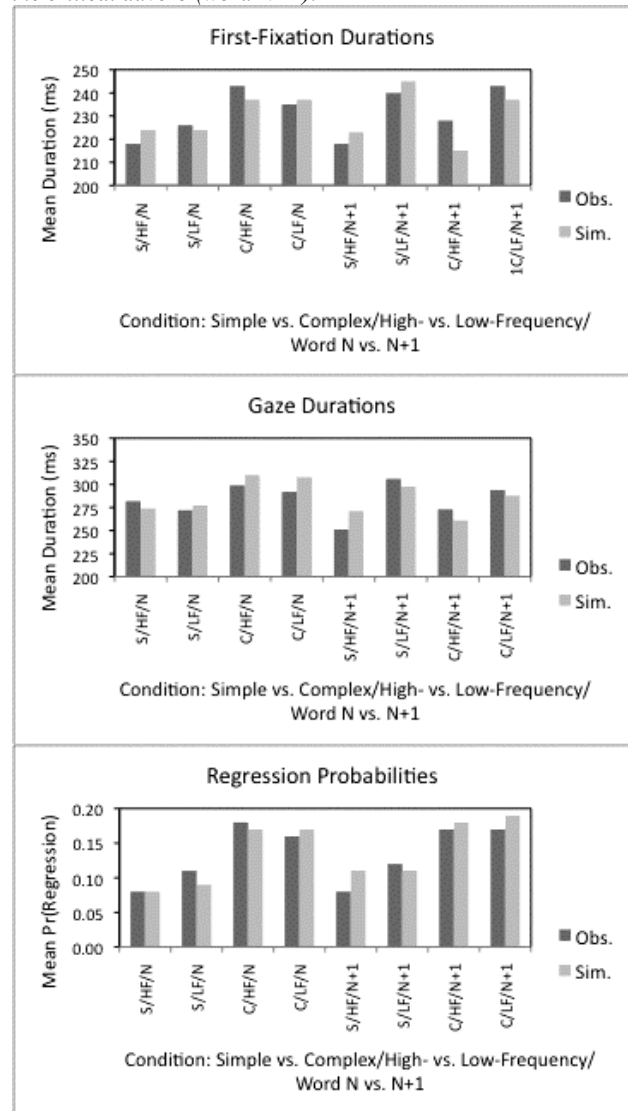 First-Fixation Durations
250
240
230
220
210
200
Mean Duration (ms)
S/HF/N
S/LF/N
C/HF/N
C/LF/N
S/HF/N+1
S/LF/N+1
C/HF/N+1
1C/LF/N+1
Obs.
Sim.
Condition: Simple vs. Complex/High- vs. Low-Frequency/
Word N vs. N+1
Gaze Durations
350
325
300
275
250
225
200
Mean Duration (ms)
S/HF/N
S/LF/N
C/HF/N
C/LF/N
S/HF/N+1
S/LF/N+1
C/HF/N+1
C/LF/N+1
Obs.
Sim.
Condition: Simple vs. Complex/High- vs. Low-Frequency/
Word N vs. N+1
Regression Probabilities
0.20
0.15
0.10
0.05
0.00
Mean Pr(Regression)
S/HF/N
S/LF/N
C/HF/N
C/LF/N
S/HF/N+1
S/LF/N+1
C/HF/N+1
C/LF/N+1
Obs.
Sim.
Condition: Simple vs. Complex/High- vs. Low-Frequency/
Word N vs. N+1